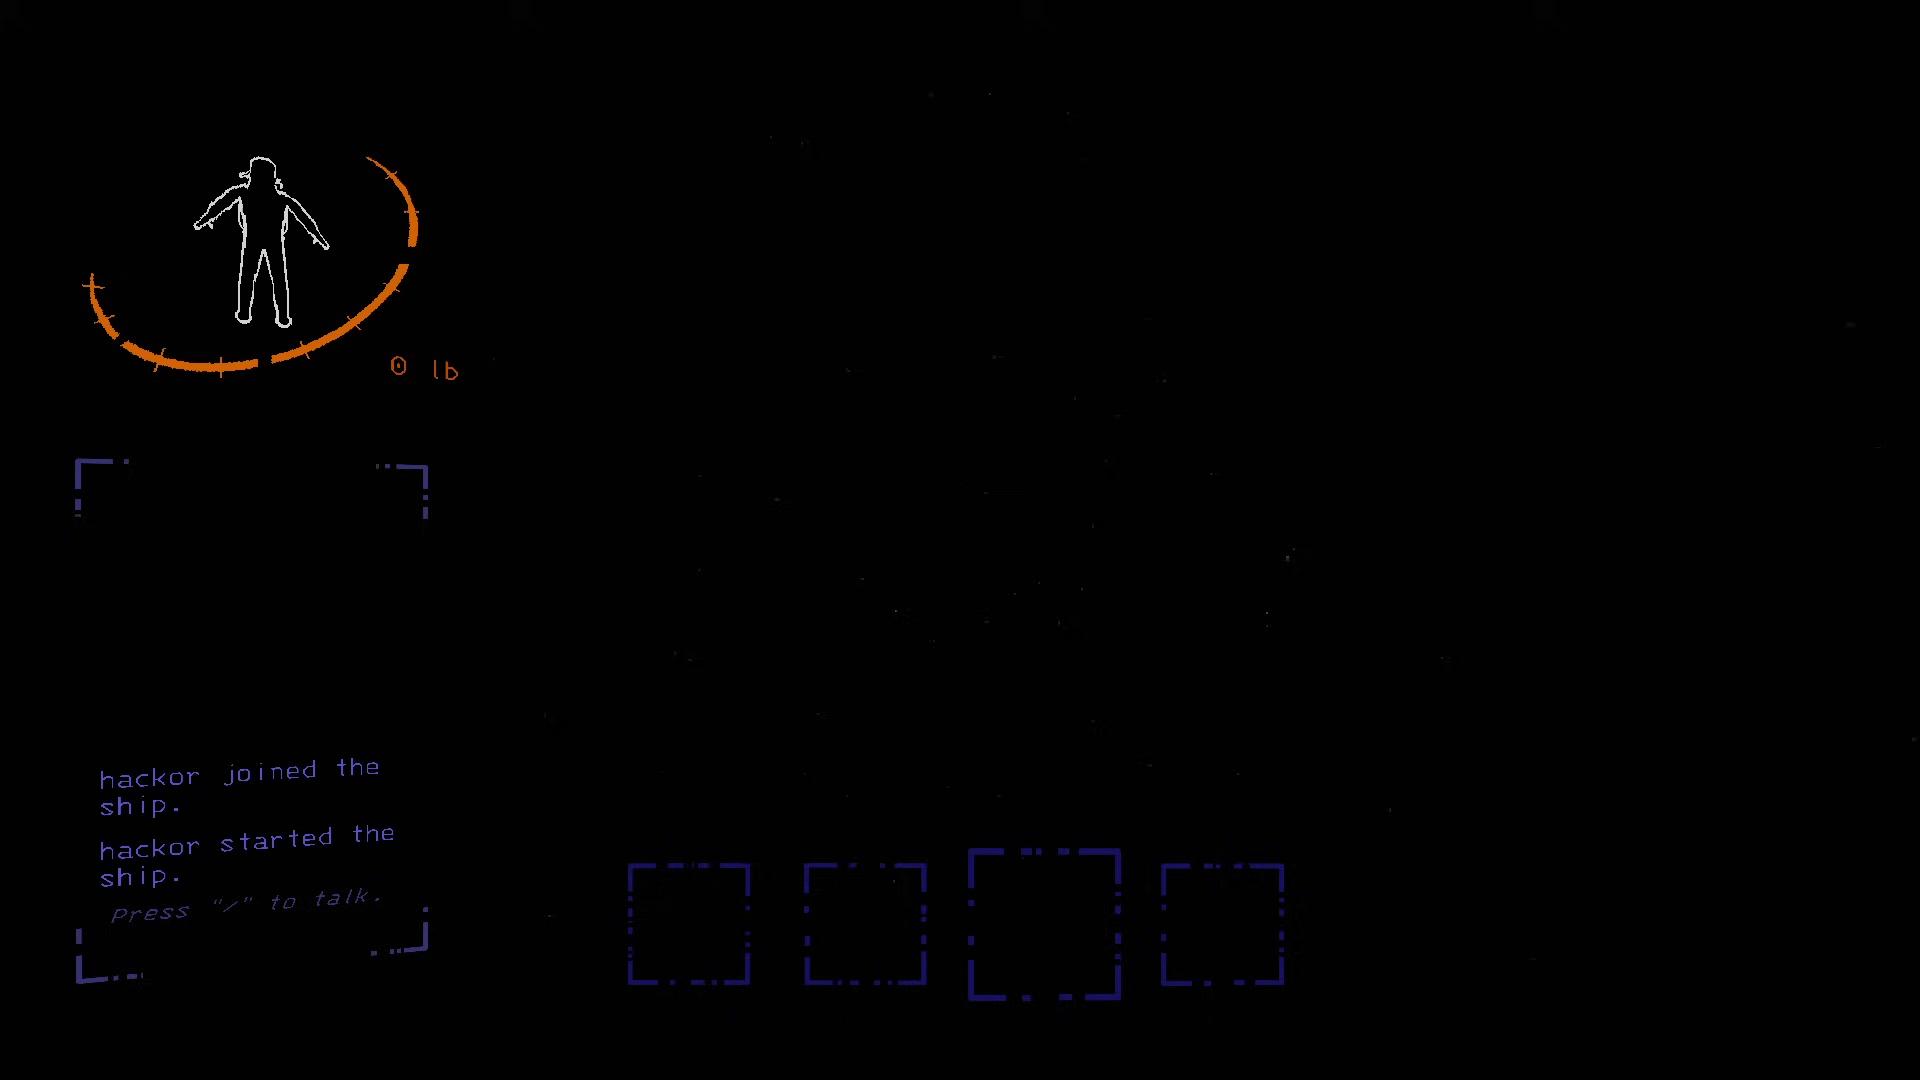 0 lb
hackor joined the
ship.
hackor started the
ship.
Press "/" to talk.